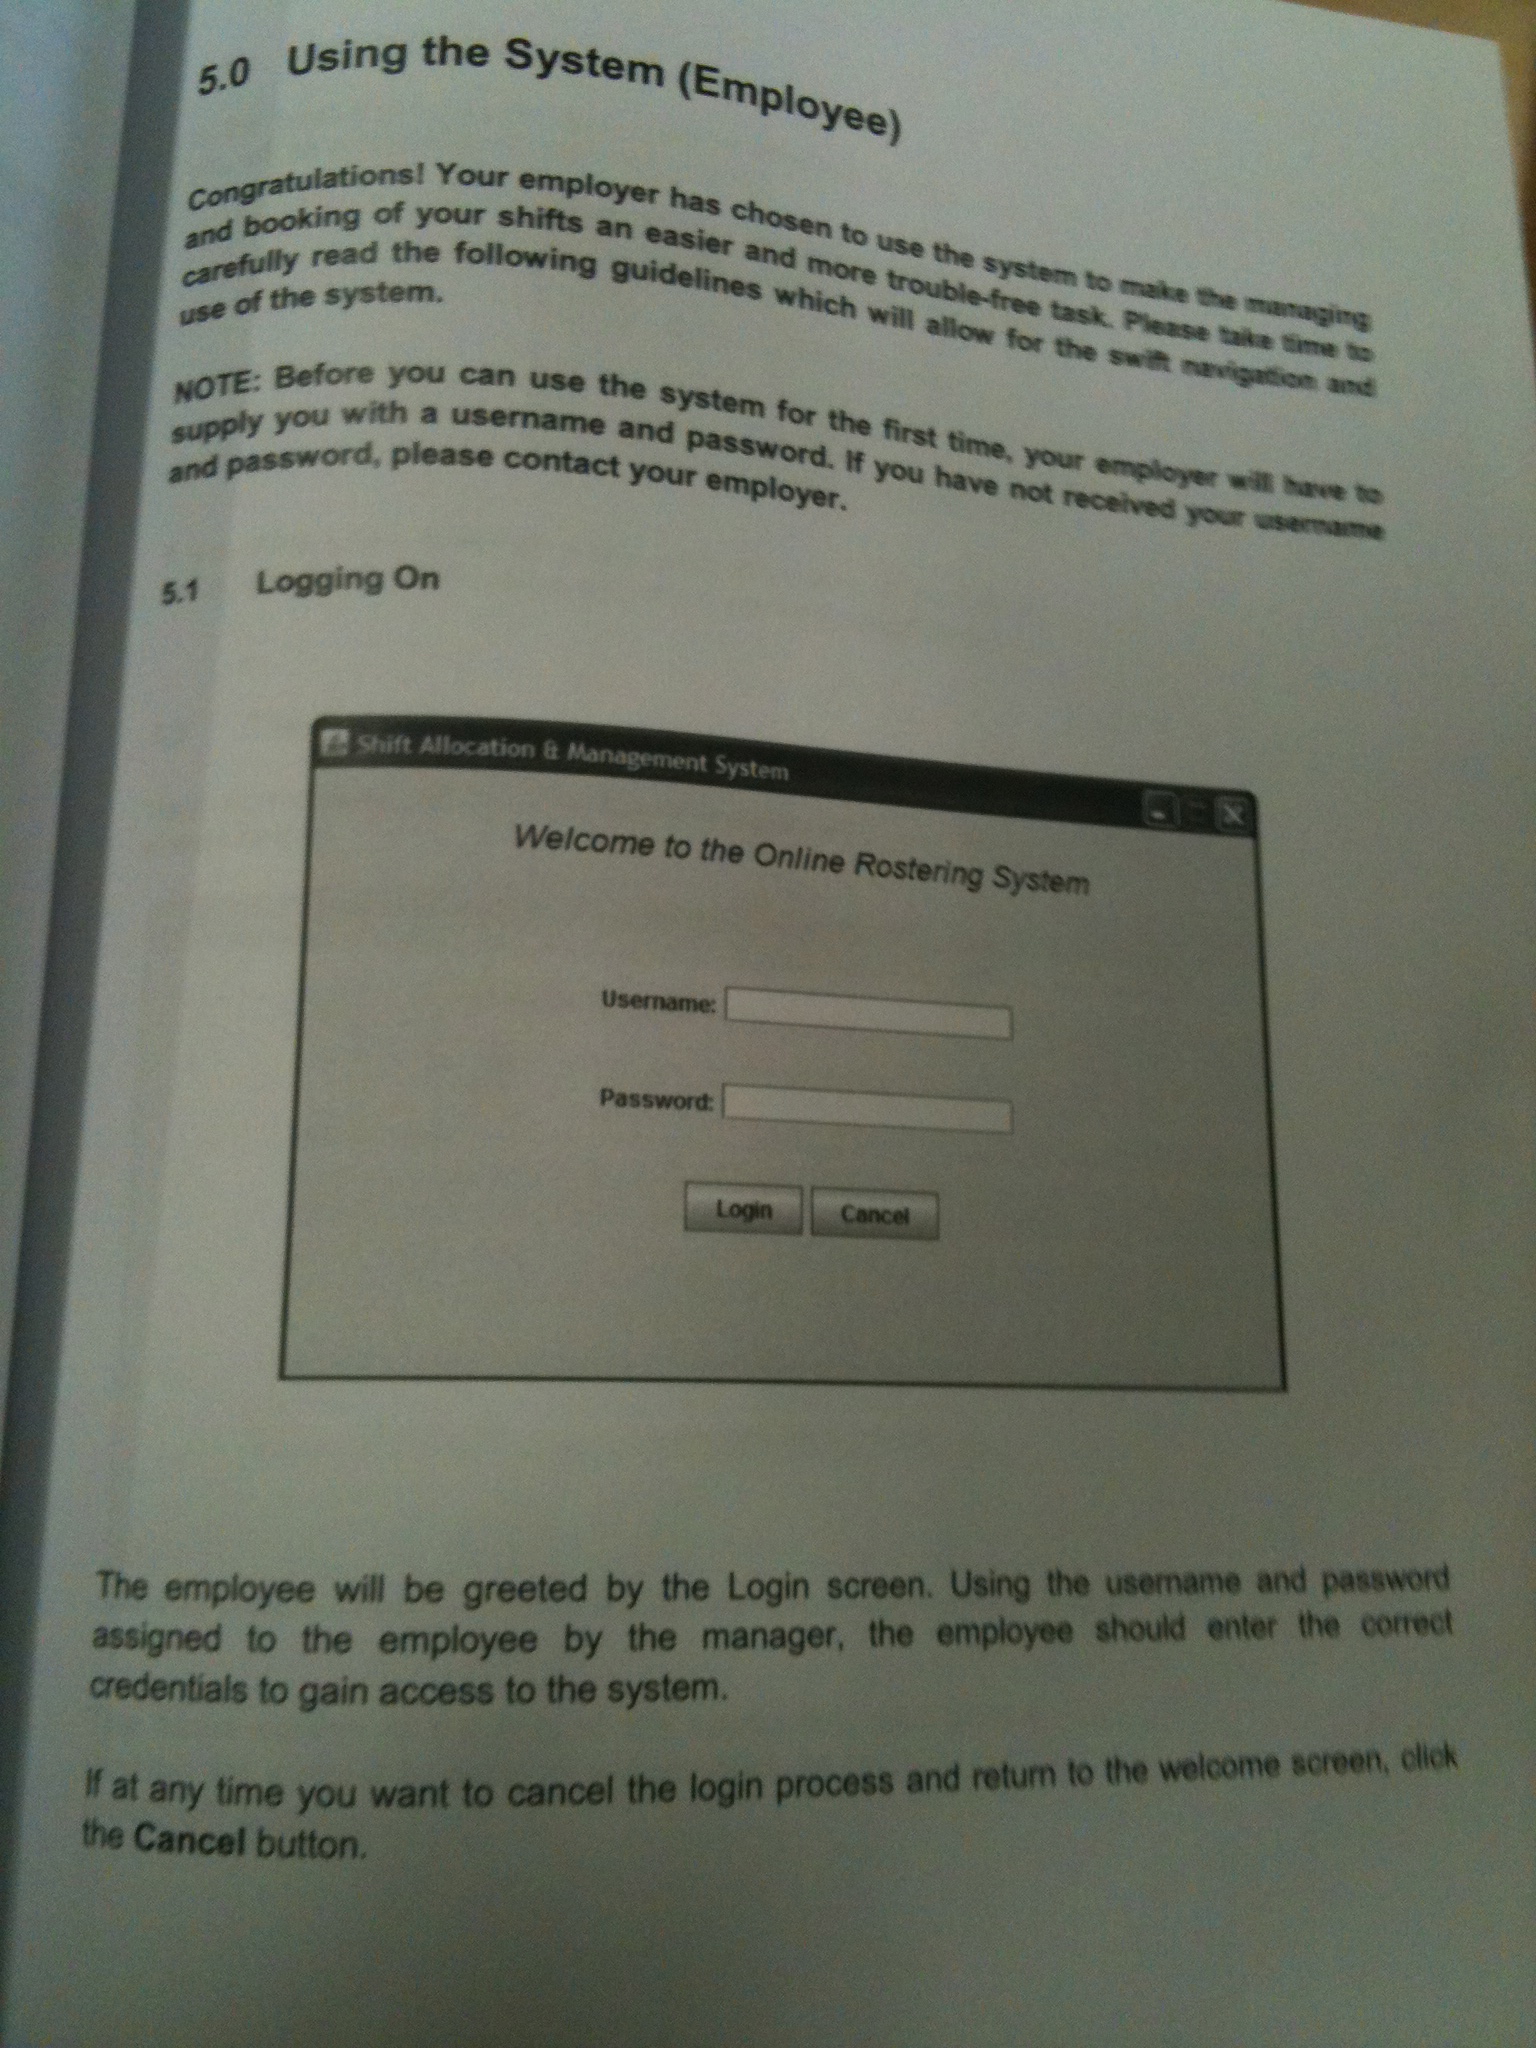 5.0 Using the System (Employee)
Congratulations! Your employer has chosen to use the system to make the managing
and booking of your shifts an easier and more trouble-free task. Please take time to
carefully read the following guidelines which will allow for the swift navigation and
use of the system.
NOTE: Before you can use the system for the first time, your employer will have to
supply you with a username and password. If you have not received your username
and password, please contact your employer.
5.1 Logging On
Shift Allocation & Management System
Welcome to the Online Rostering System
Username:
Password:
Login Cancel
The employee will be greeted by the Login screen. Using the username and password
assigned to the employee by the manager, the employee should enter the correct
credentials to gain access to the system.
If at any time you want to cancel the login process and return to the welcome screen, click
the Cancel button.